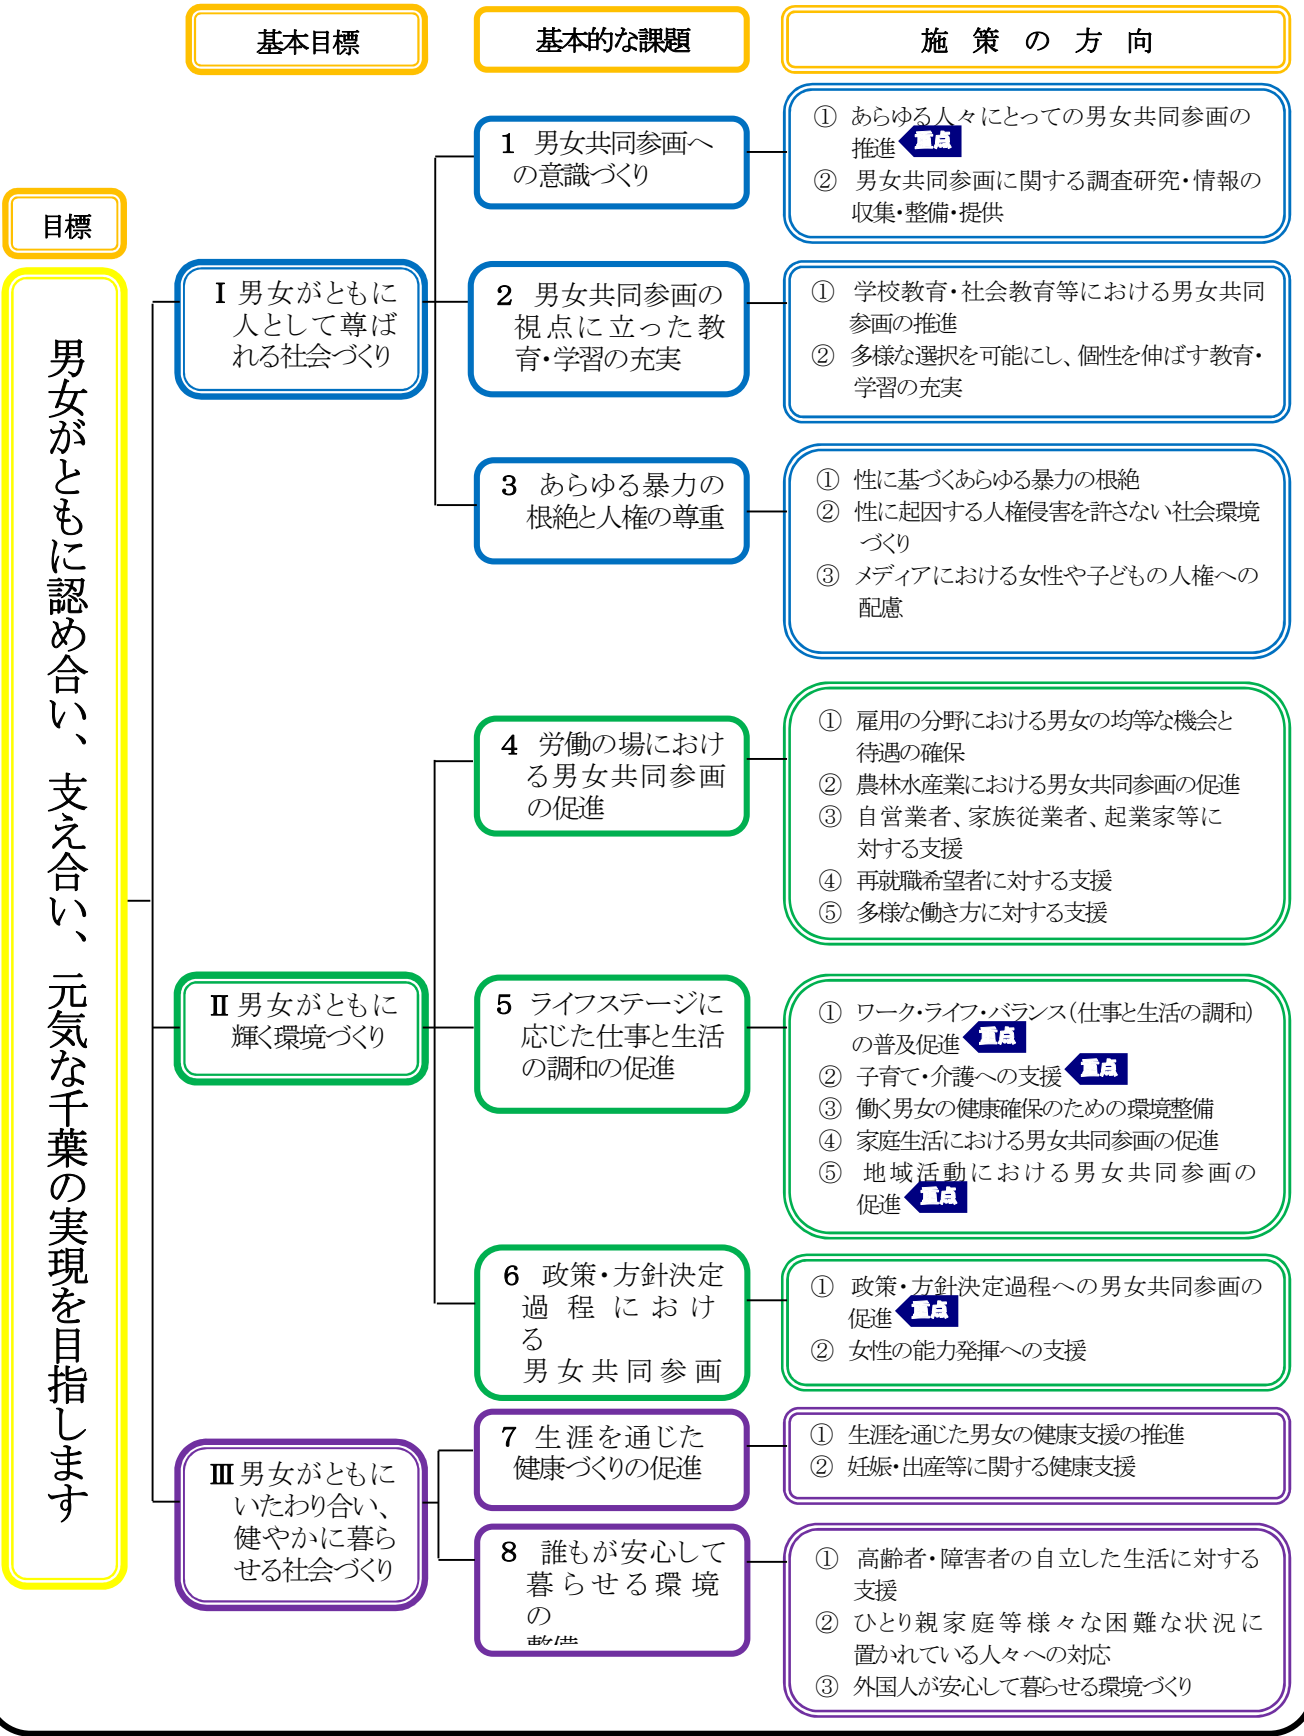 基本目標
基本的な課題
施策の方向
目標
男女がともに認め合い、支え合い、元気な千葉の実現を目指します
Ⅰ 男女がともに
人として尊ば
れる社会づくり
1 男女共同参画へ
の意識づくり
① あらゆる人々にとっての男女共同参画の
推進 重点
② 男女共同参画に関する調査研究・情報の
収集・整備・提供
2 男女共同参画の
視点に立った教
育・学習の充実
① 学校教育・社会教育等における男女共同
参画の推進
② 多様な選択を可能にし、個性を伸ばす教育・
学習の充実
3 あらゆる暴力の
根絶と人権の尊重
① 性に基づくあらゆる暴力の根絶
② 性に起因する人権侵害を許さない社会環境
づくり
③ メディアにおける女性や子どもの人権への
配慮
Ⅱ 男女がともに
輝く環境づくり
4 労働の場におけ
る男女共同参画
の促進
① 雇用の分野における男女の均等な機会と
待遇の確保
② 農林水産業における男女共同参画の促進
③ 自営業者、家族従業者、起業家等に
対する支援
④ 再就職希望者に対する支援
⑤ 多様な働き方に対する支援
5 ライフステージに
応じた仕事と生活
の調和の促進
① ワーク・ライフ・バランス(仕事と生活の調和)
の普及促進 重点
② 子育て・介護への支援 重点
③ 働く男女の健康確保のための環境整備
④ 家庭生活における男女共同参画の促進
⑤ 地域活動における男女共同参画の
促進 重点
6 政策・方針決定
過程におけ
る
男女共同参画
① 政策・方針決定過程への男女共同参画の
促進 重点
② 女性の能力発揮への支援
Ⅲ 男女がともに
いたわり合い、
健やかに暮ら
せる社会づくり
7 生涯を通じた
健康づくりの促進
① 生涯を通じた男女の健康支援の推進
② 妊娠・出産等に関する健康支援
8 誰もが安心して
暮らせる環境
の
整備
① 高齢者・障害者の自立した生活に対する
支援
② ひとり親家庭等様々な困難な状況に
置かれている人々への対応
③ 外国人が安心して暮らせる環境づくり